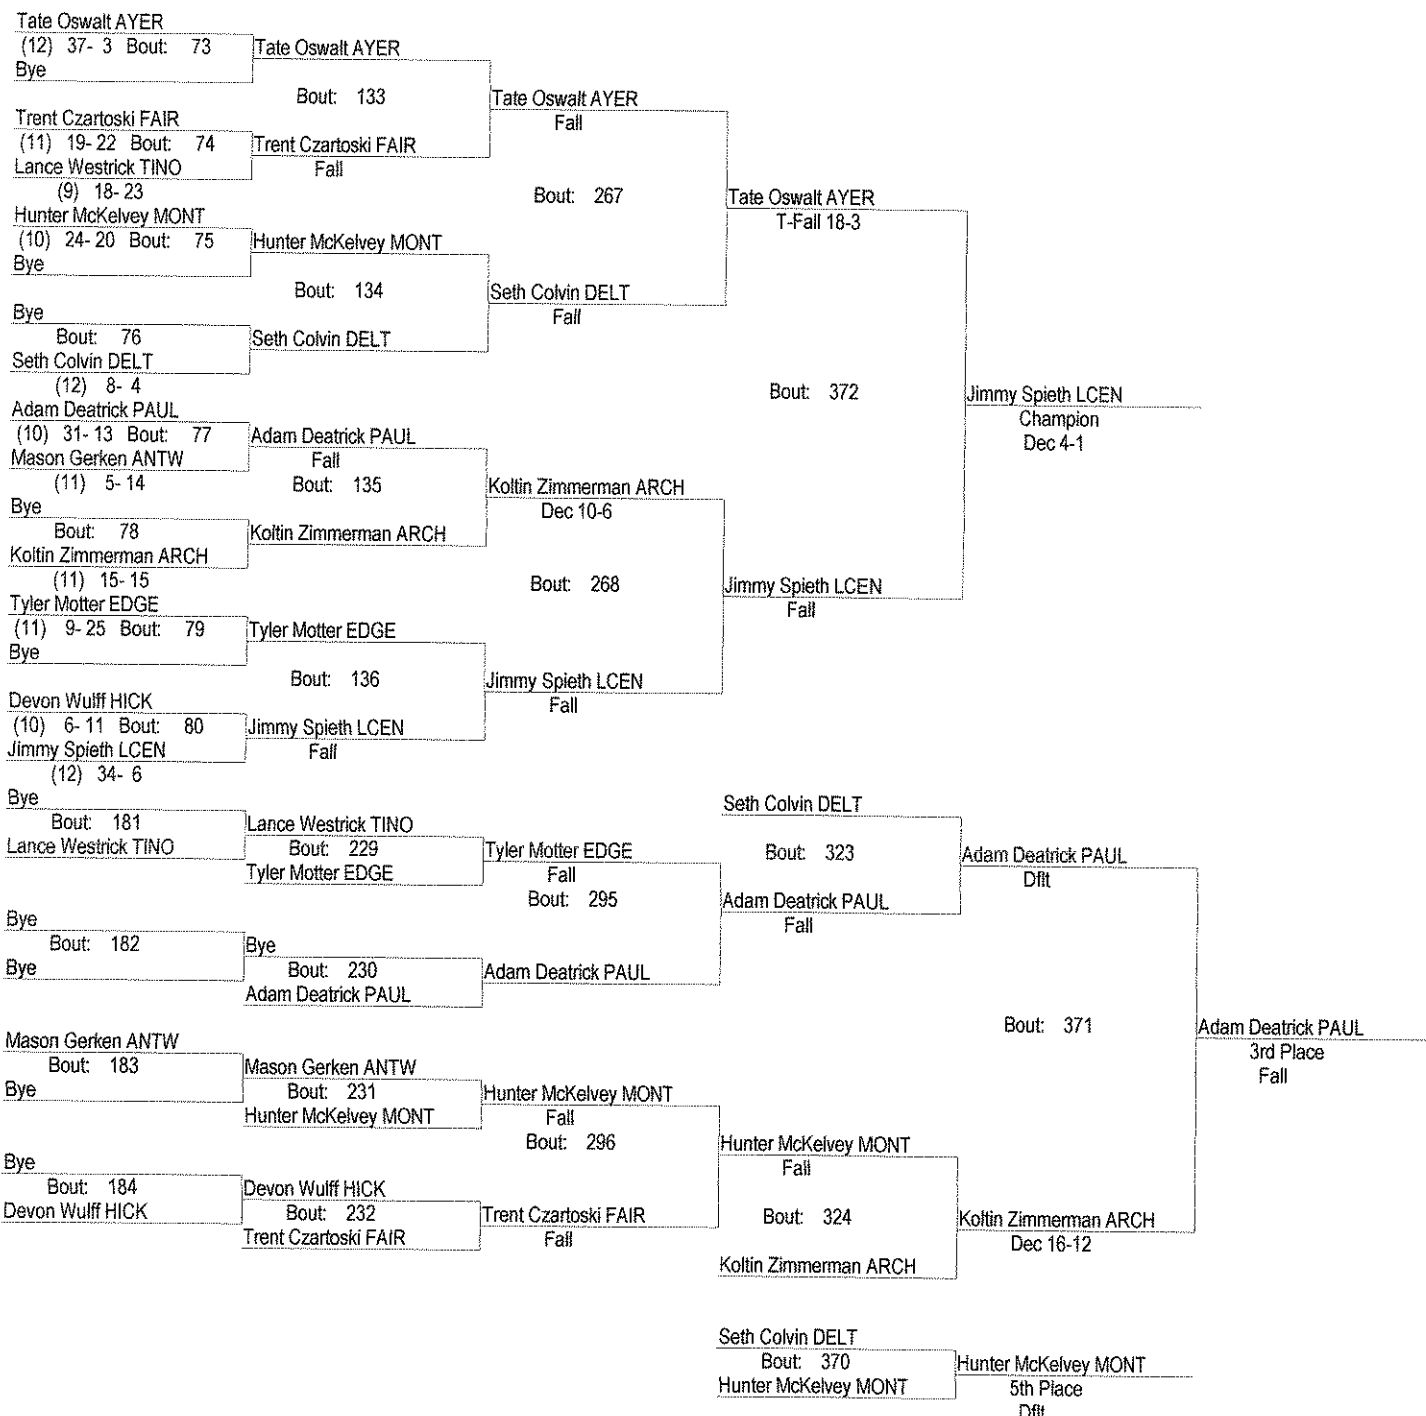 Tate Oswalt AYER
(12) 37- 3 Bout: 73
Bye
Tate Oswalt AYER
Bout: 133
Trent Czartoski FAIR
(11) 19- 22 Bout: 74
Lance Westrick TINO
(9) 18- 23
Trent Czartoski FAIR
Fall
Tate Oswalt AYER
Fall
Bout: 267
Hunter McKelvey MONT
(10) 24- 20 Bout: 75
Bye
Hunter McKelvey MONT
Bout: 134
Bye
Bout: 76
Seth Colvin DELT
(12) 8- 4
Seth Colvin DELT
Seth Colvin DELT
Fall
Tate Oswalt AYER
T-Fall 18-3
Bout: 372
Adam Deatrick PAUL
(10) 31- 13 Bout: 77
Mason Gerken ANTW
(11) 5- 14
Adam Deatrick PAUL
Fall
Bout: 135
Bye
Bout: 78
Koltin Zimmerman ARCH
(11) 15- 15
Koltin Zimmerman ARCH
Koltin Zimmerman ARCH
Dec 10-6
Bout: 268
Tyler Motter EDGE
(11) 9- 25 Bout: 79
Bye
Tyler Motter EDGE
Bout: 136
Devon Wulff HICK
(10) 6- 11 Bout: 80
Jimmy Spieth LCEN
(12) 34- 6
Jimmy Spieth LCEN
Fall
Jimmy Spieth LCEN
Fall
Jimmy Spieth LCEN
Fall
Jimmy Spieth LCEN
Champion
Dec 4-1
Bye
Bout: 181
Lance Westrick TINO
Lance Westrick TINO
Bout: 229
Tyler Motter EDGE
Tyler Motter EDGE
Fall
Bout: 295
Bye
Bout: 182
Bye
Bye
Bout: 230
Adam Deatrick PAUL
Adam Deatrick PAUL
Seth Colvin DELT
Bout: 323
Adam Deatrick PAUL
Fall
Adam Deatrick PAUL
Dflt
Bout: 371
Mason Gerken ANTW
Bout: 183
Bye
Mason Gerken ANTW
Bout: 231
Hunter McKelvey MONT
Hunter McKelvey MONT
Fall
Bout: 296
Bye
Bout: 184
Devon Wulff HICK
Devon Wulff HICK
Bout: 232
Trent Czartoski FAIR
Trent Czartoski FAIR
Fall
Hunter McKelvey MONT
Fall
Bout: 324
Koltin Zimmerman ARCH
Koltin Zimmerman ARCH
Dec 16-12
Adam Deatrick PAUL
3rd Place
Fall
Seth Colvin DELT
Bout: 370
Hunter McKelvey MONT
Hunter McKelvey MONT
5th Place
Dflt